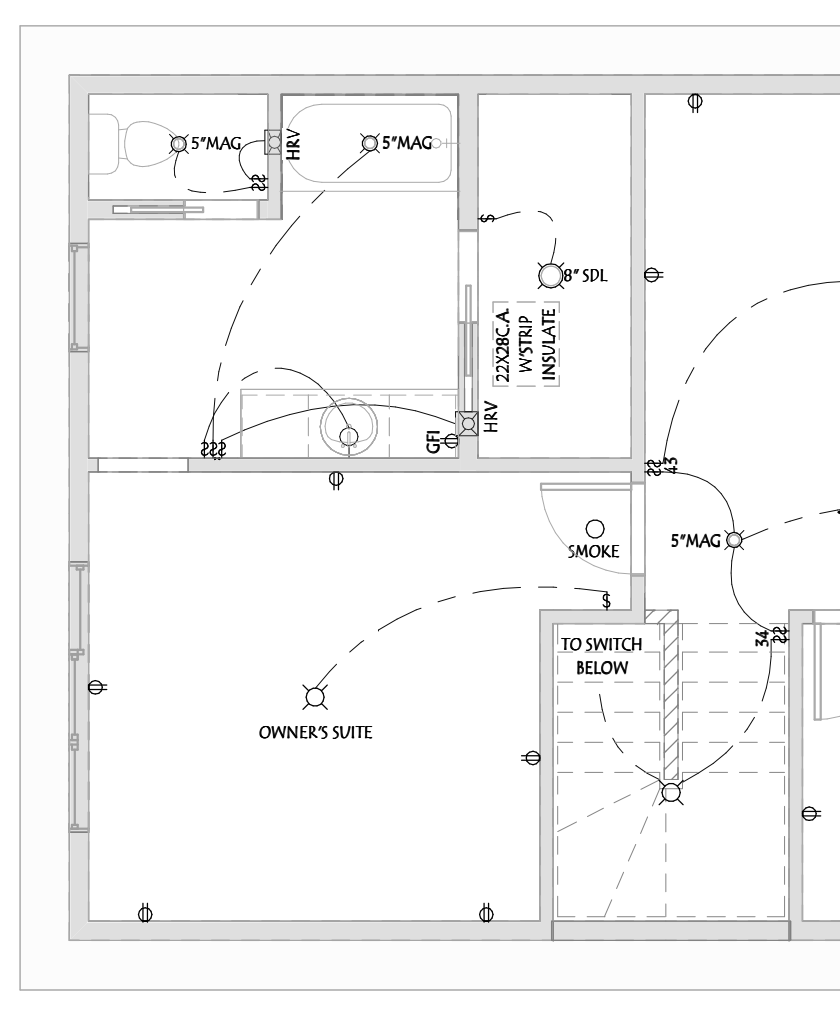 5"MAG
HRV
5"MAG
$$
$
8" SDL
22X28C.A.
W'STRIP
INSULATE
HRV
GFI
$$$
$$
43
5"MAG
SMOKE
$
34
$$
TO SWITCH
BELOW
OWNER'S SUITE